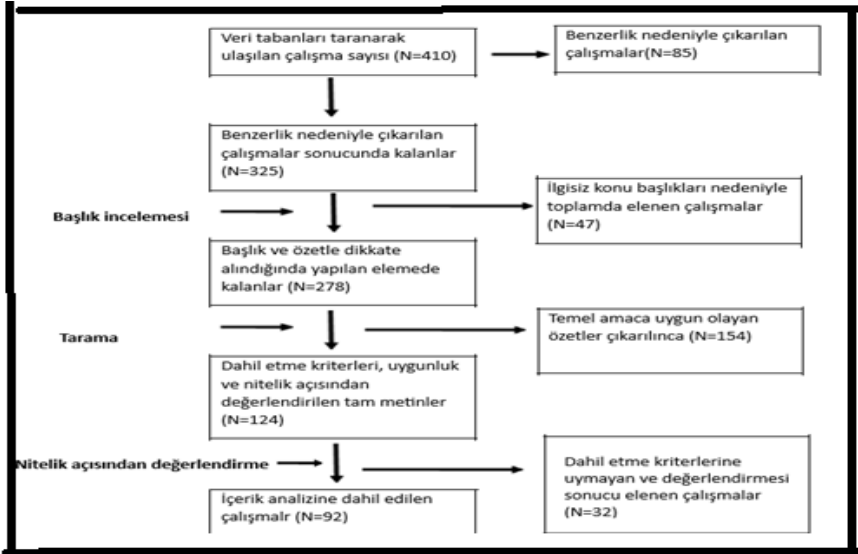 Veri tabanları taranarak
ulaşılan çalışma sayısı (N=410)
Benzerlik nedeniyle çıkarılan
çalışmalar(N=85)
Benzerlik nedeniyle çıkarılan
çalışmalar sonucunda kalanlar
(N=325)
Başlık incelemesi
İlgisiz konu başlıkları nedeniyle
toplamda elenen çalışmalar
(N=47)
Başlık ve özetle dikkate
alındığında yapılan elemede
kalanlar (N=278)
Tarama
Temel amaca uygun olayan
özetler çıkarılınca (N=154)
Dahil etme kriterleri, uygunluk
ve nitelik açısından
değerlendirilen tam metinler
(N=124)
Nitelik açısından değerlendirme
Dahil etme kriterlerine
uymayan ve değerlendirmesi
sonucu elenen çalışmalar
(N=32)
İçerik analizine dahil edilen
çalışmalr (N=92)